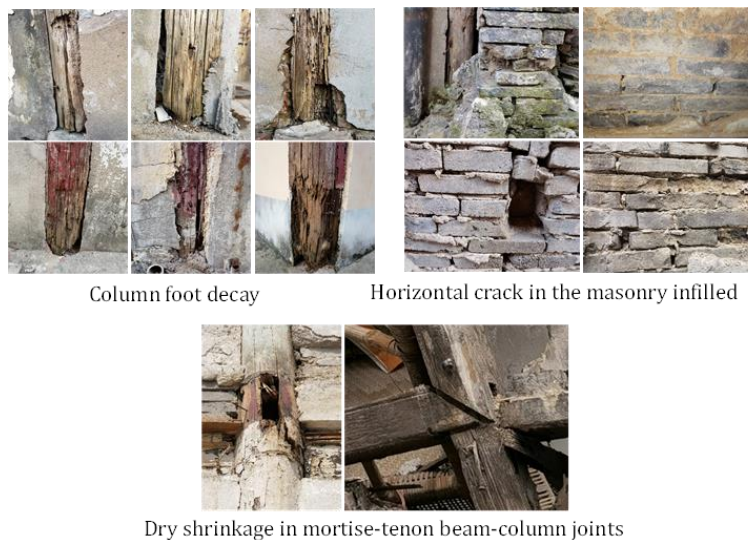 Column foot decay
Horizontal crack in the masonry infilled
Dry shrinkage in mortise-tenon beam-column joints